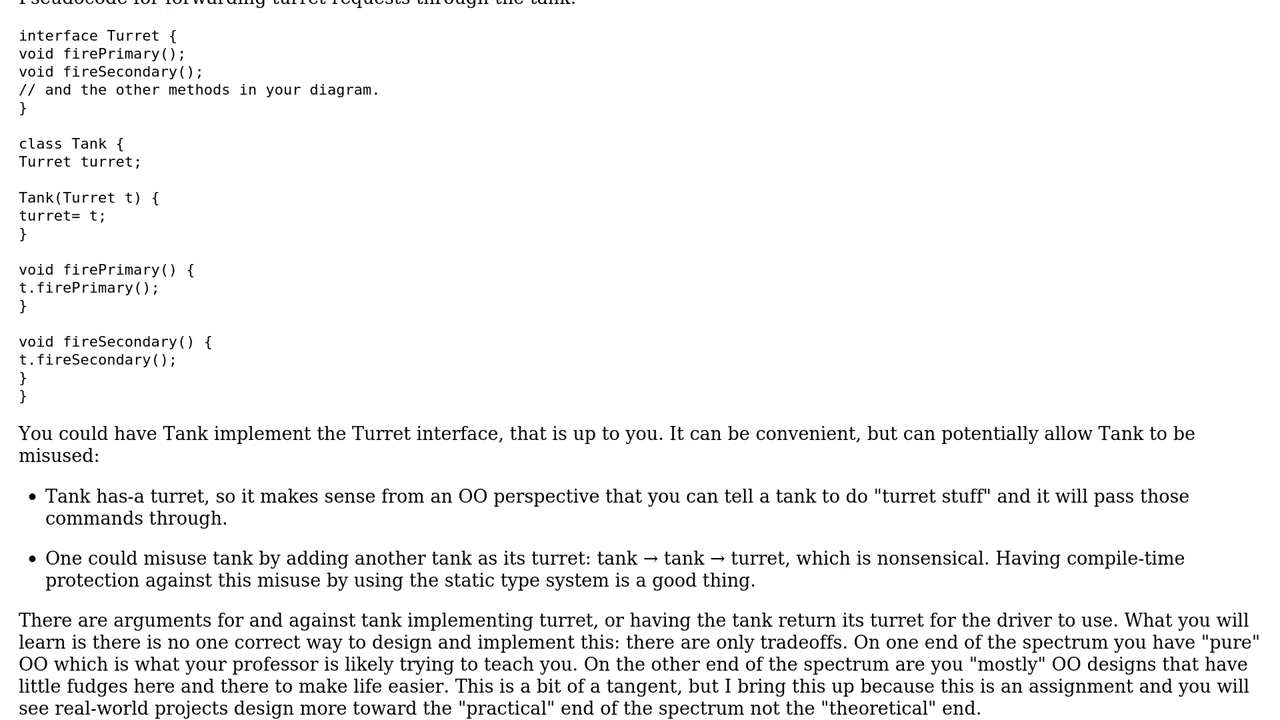 Pseudocode for forwarding turret requests through the tank:
interface Turret {
void firePrimary();
void fireSecondary();
// and the other methods in your diagram.
}
class Tank {
Turret turret;
Tank(Turret t) {
turret= t;
}
void firePrimary() {
t.firePrimary();
}
void fireSecondary() {
t.fireSecondary();
}
}
You could have Tank implement the Turret interface, that is up to you. It can be convenient, but can potentially allow Tank to be
misused:
• Tank has-a turret, so it makes sense from an OO perspective that you can tell a tank to do "turret stuff" and it will pass those
commands through.
• One could misuse tank by adding another tank as its turret: tank → tank → turret, which is nonsensical. Having compile-time
protection against this misuse by using the static type system is a good thing.
There are arguments for and against tank implementing turret, or having the tank return its turret for the driver to use. What you will
learn is there is no one correct way to design and implement this: there are only tradeoffs. On one end of the spectrum you have "pure"
OO which is what your professor is likely trying to teach you. On the other end of the spectrum are you "mostly" OO designs that have
little fudges here and there to make life easier. This is a bit of a tangent, but I bring this up because this is an assignment and you will
see real-world projects design more toward the "practical" end of the spectrum not the "theoretical" end.